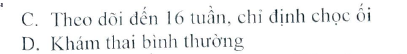 C. Theo dõi đến 16 tuần, chỉ định chọc ối
D. Khám thai bình thường